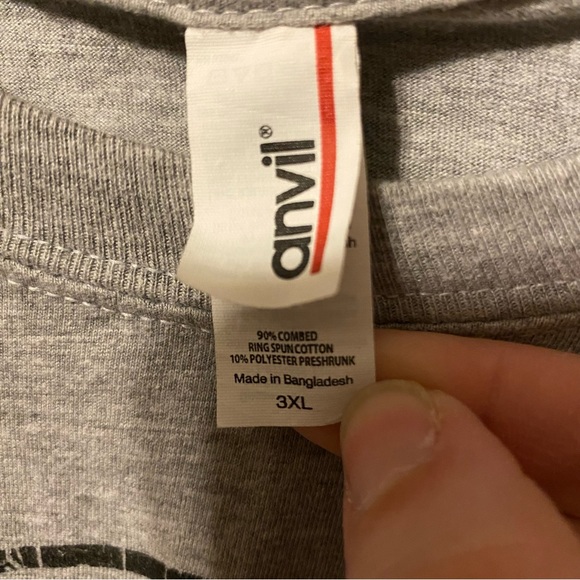 anvil®
90% COMBED
RING SPUN COTTON
10% POLYESTER PRESHRUNK
Made in Bangladesh
3XL